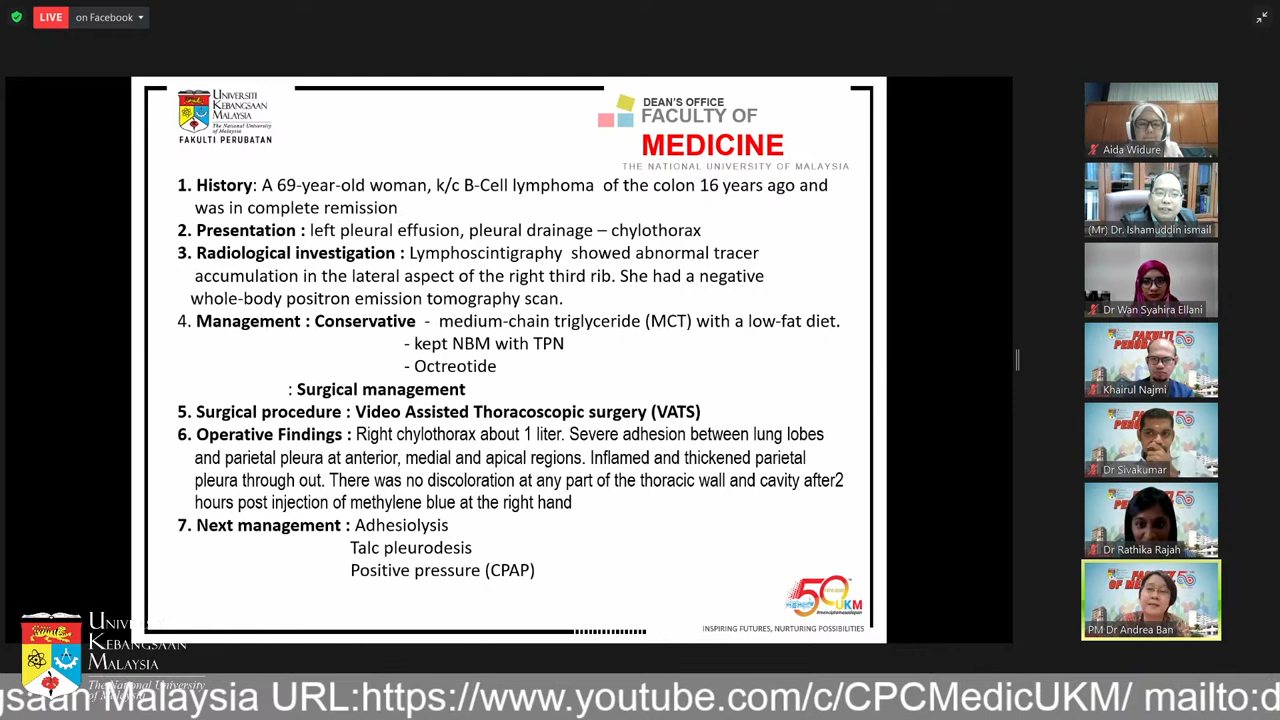 LIVE on Facebook
UNIVERSITI
KEBANGSAAN
MALAYSIA
The National University
of Malaysia
FAKULTI PERUBATAN
DEAN'S OFFICE
FACULTY OF
MEDICINE
THE NATIONAL UNIVERSITY OF MALAYSIA
1. History: A 69-year-old woman, k/c B-Cell lymphoma of the colon 16 years ago and
was in complete remission
2. Presentation : left pleural effusion, pleural drainage – chylothorax
3. Radiological investigation : Lymphoscintigraphy showed abnormal tracer
accumulation in the lateral aspect of the right third rib. She had a negative
whole-body positron emission tomography scan.
4. Management : Conservative - medium-chain triglyceride (MCT) with a low-fat diet.
- kept NBM with TPN
- Octreotide
: Surgical management
5. Surgical procedure : Video Assisted Thoracoscopic surgery (VATS)
6. Operative Findings : Right chylothorax about 1 liter. Severe adhesion between lung lobes
and parietal pleura at anterior, medial and apical regions. Inflamed and thickened parietal
pleura through out. There was no discoloration at any part of the thoracic wall and cavity after2
hours post injection of methylene blue at the right hand
7. Next management : Adhesiolysis
Talc pleurodesis
Positive pressure (CPAP)
50
UKM
INSPIRING FUTURES, NURTURING POSSIBILITIES
Aida Widure
(Mr) Dr. Ishamuddin ismail
Dr Wan Syahira Ellani
Khairul Najmi
Dr Sivakumar
Dr Rathika Rajah
PM Dr Andrea Ban
UNIVERSITI
KEBANGSAAN
MALAYSIA
The National University
of Malaysia
gsaan Malaysia URL:https://www.youtube.com/c/CPCMedicUKM/ mailto:d